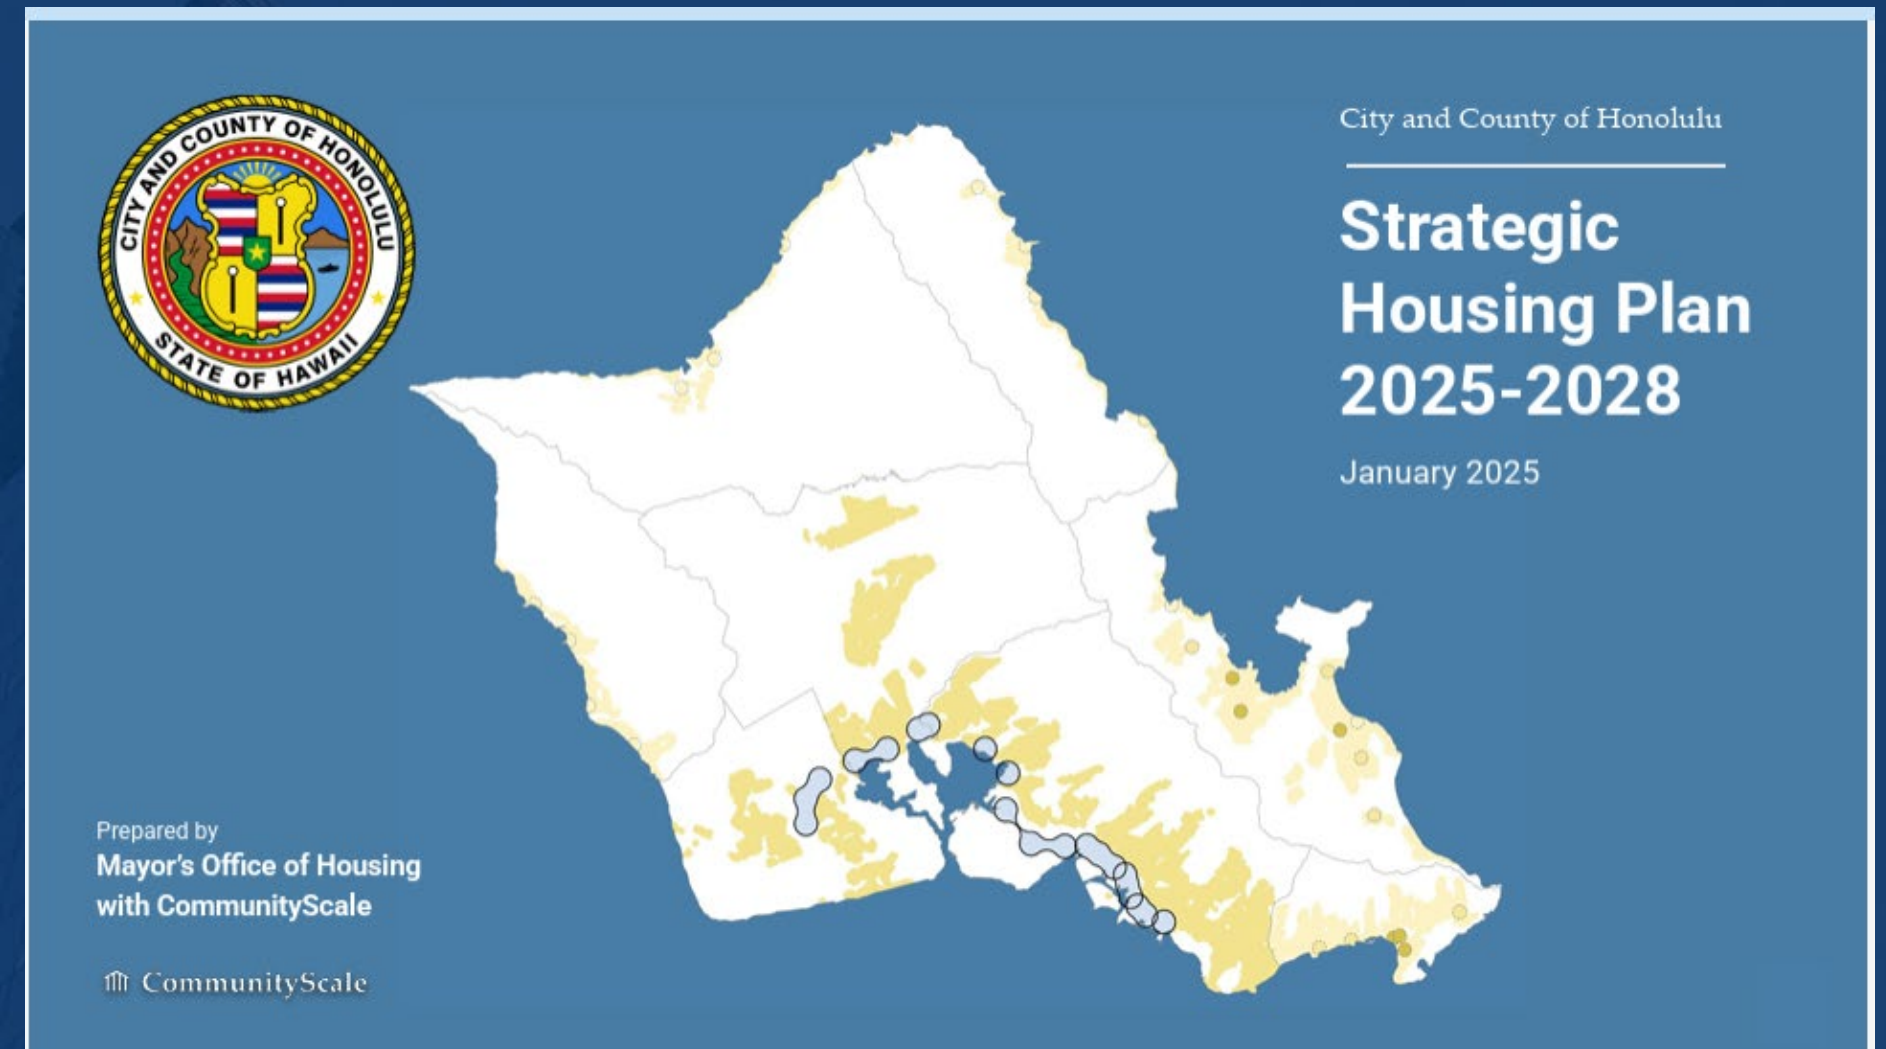 CITY AND COUNTY OF HONOLULU
STATE OF HAWAII
City and County of Honolulu
Strategic
Housing Plan
2025-2028
January 2025
Prepared by
Mayor's Office of Housing
with CommunityScale
CommunityScale